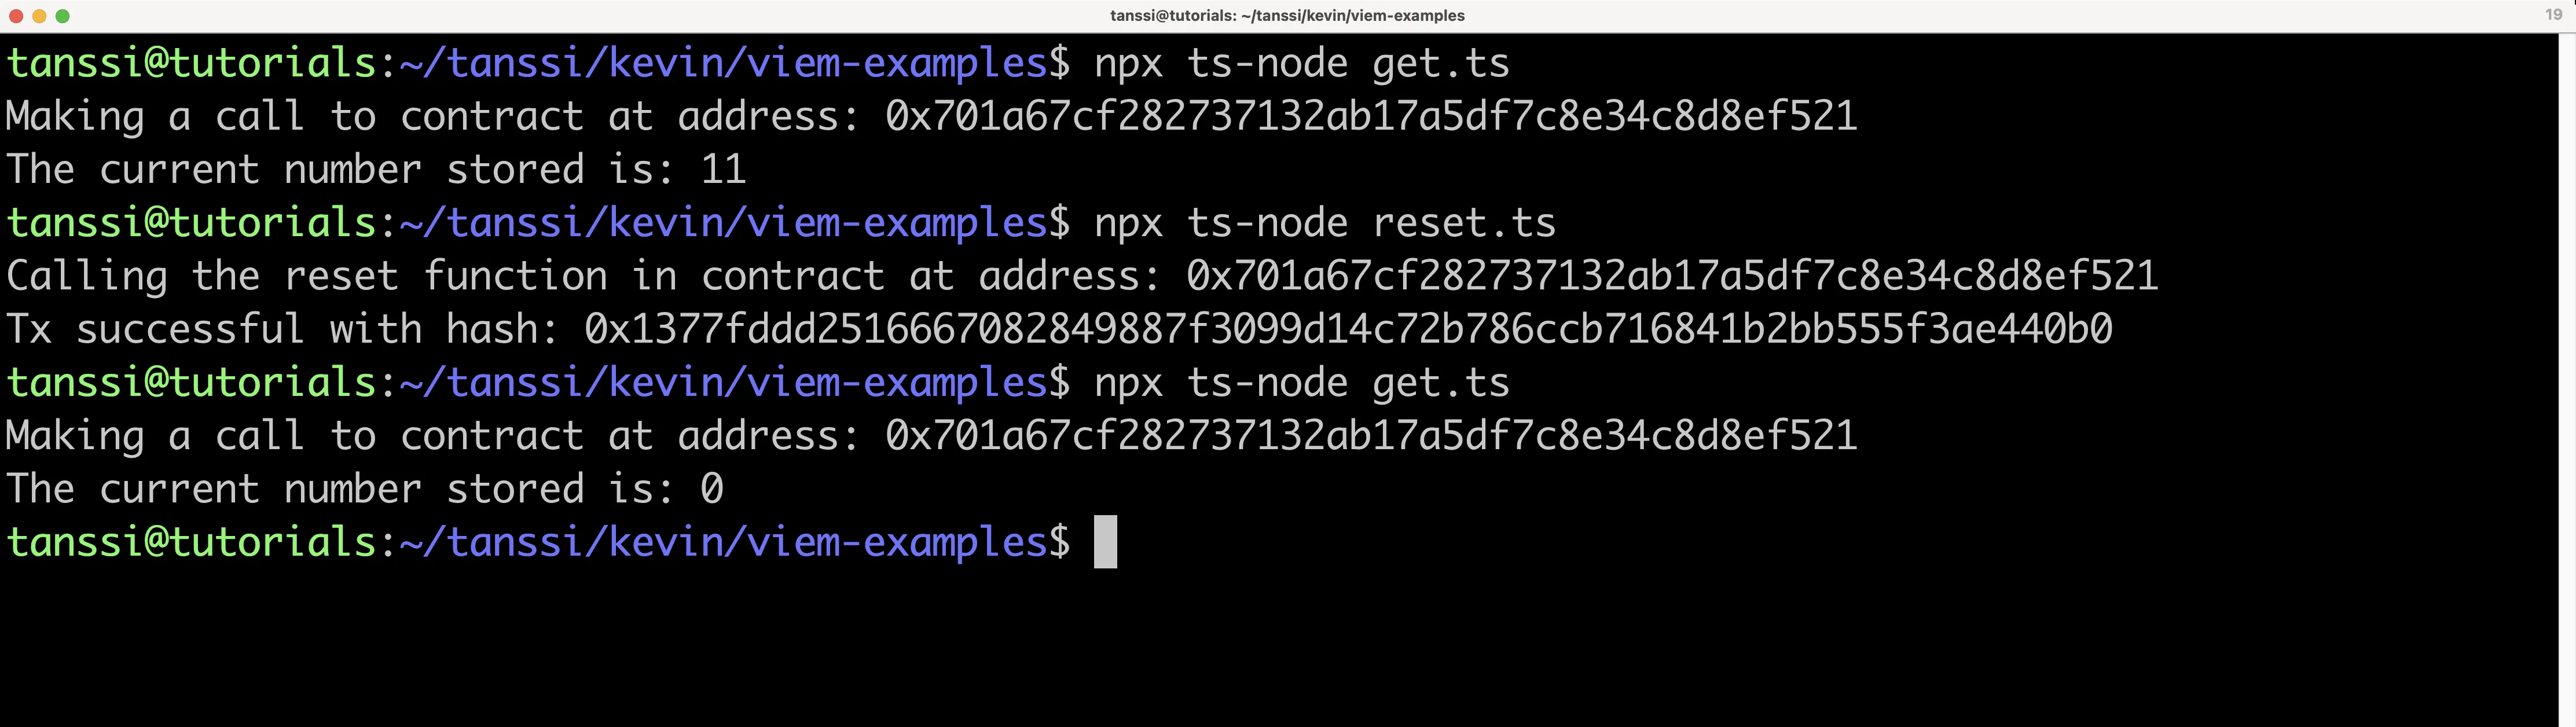 tanssi@tutorials: ~/tanssi/kevin/viem-examples
19
tanssi@tutorials:~/tanssi/kevin/viem-examples$ npx ts-node get.ts
Making a call to contract at address: 0x701a67cf282737132ab17a5df7c8e34c8d8ef521
The current number stored is: 11
tanssi@tutorials:~/tanssi/kevin/viem-examples$ npx ts-node reset.ts
Calling the reset function in contract at address: 0x701a67cf282737132ab17a5df7c8e34c8d8ef521
Tx successful with hash: 0x1377fddd2516667082849887f3099d14c72b786ccb716841b2bb555f3ae440b0
tanssi@tutorials:~/tanssi/kevin/viem-examples$ npx ts-node get.ts
Making a call to contract at address: 0x701a67cf282737132ab17a5df7c8e34c8d8ef521
The current number stored is: 0
tanssi@tutorials:~/tanssi/kevin/viem-examples$